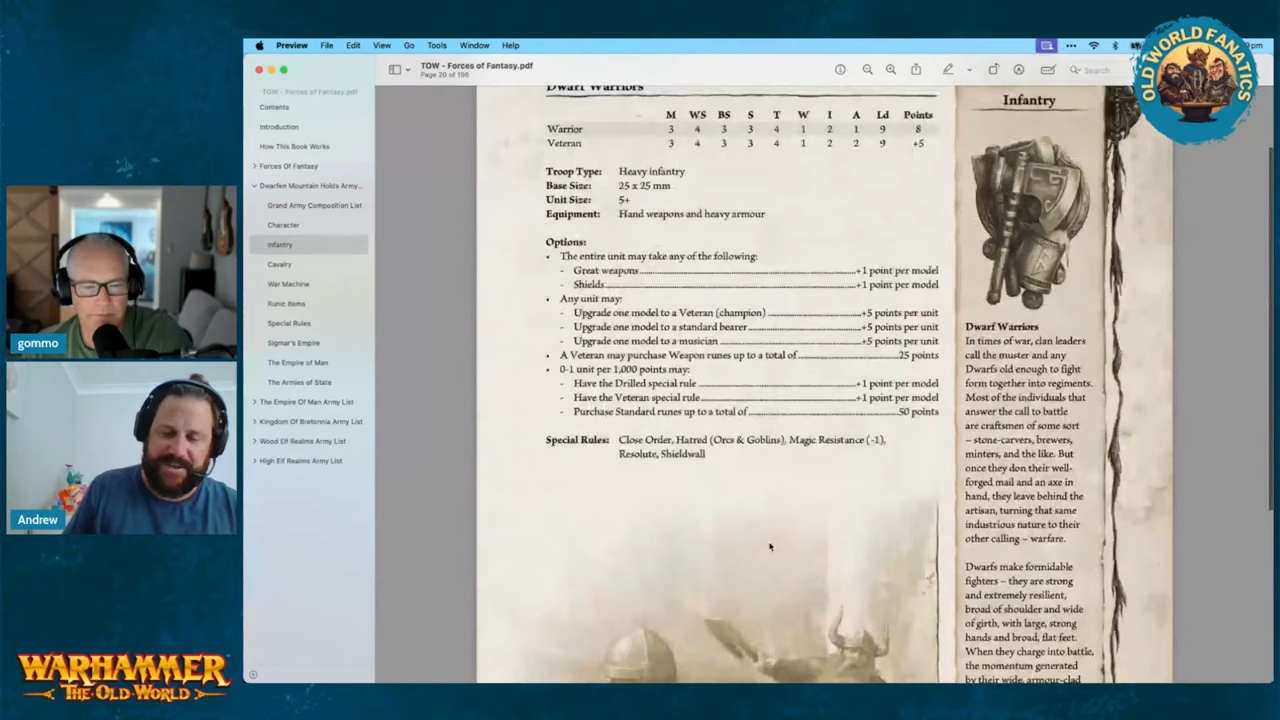 Preview File Edit View Go Tools Window Help
TOW - Forces of Fantasy.pdf
Page 20 of 196
Search
OLD WORLD FANATICS
TOW - Forces of Fantasy.pdf
Contents
Introduction
How This Book Works
Forces Of Fantasy
Dwarfen Mountain Holds Army...
Grand Army Composition List
Character
Infantry
Cavalry
War Machine
Runic Items
Special Rules
Sigmar's Empire
The Empire of Man
The Armies of State
The Empire Of Man Army List
Kingdom Of Bretonnia Army List
Wood Elf Realms Army List
High Elf Realms Army List
Dwarf Warriors
M WS BS S T W I A Ld Points
Warrior 3 4 3 3 4 1 2 1 9 8
Veteran 3 4 3 3 4 1 2 2 9 +5
Troop Type: Heavy infantry
Base Size: 25 x 25 mm
Unit Size: 5+
Equipment: Hand weapons and heavy armour
Options:
• The entire unit may take any of the following:
- Great weapons +1 point per model
- Shields +1 point per model
• Any unit may:
- Upgrade one model to a Veteran (champion) +5 points per unit
- Upgrade one model to a standard bearer +5 points per unit
- Upgrade one model to a musician +5 points per unit
• A Veteran may purchase Weapon runes up to a total of 25 points
• 0-1 unit per 1,000 points may:
- Have the Drilled special rule +1 point per model
- Have the Veteran special rule +1 point per model
- Purchase Standard runes up to a total of 50 points
Special Rules: Close Order, Hatred (Orcs & Goblins), Magic Resistance (-1),
Resolute, Shieldwall
Infantry
Dwarf Warriors
In times of war, clan leaders
call the muster and any
Dwarfs old enough to fight
form together into regiments.
Most of the individuals that
answer the call to battle
are craftsmen of some sort
– stone-carvers, brewers,
minters, and the like. But
once they don their well-
forged mail and an axe in
hand, they leave behind the
artisan, turning that same
industrious nature to their
other calling – warfare.
Dwarfs make formidable
fighters – they are strong
and extremely resilient,
broad of shoulder and wide
of girth, with large, strong
hands and broad, flat feet.
When they charge into battle,
the momentum generated
by their wide, armour-clad
gommo
Andrew
WARHAMMER
THE OLD WORLD